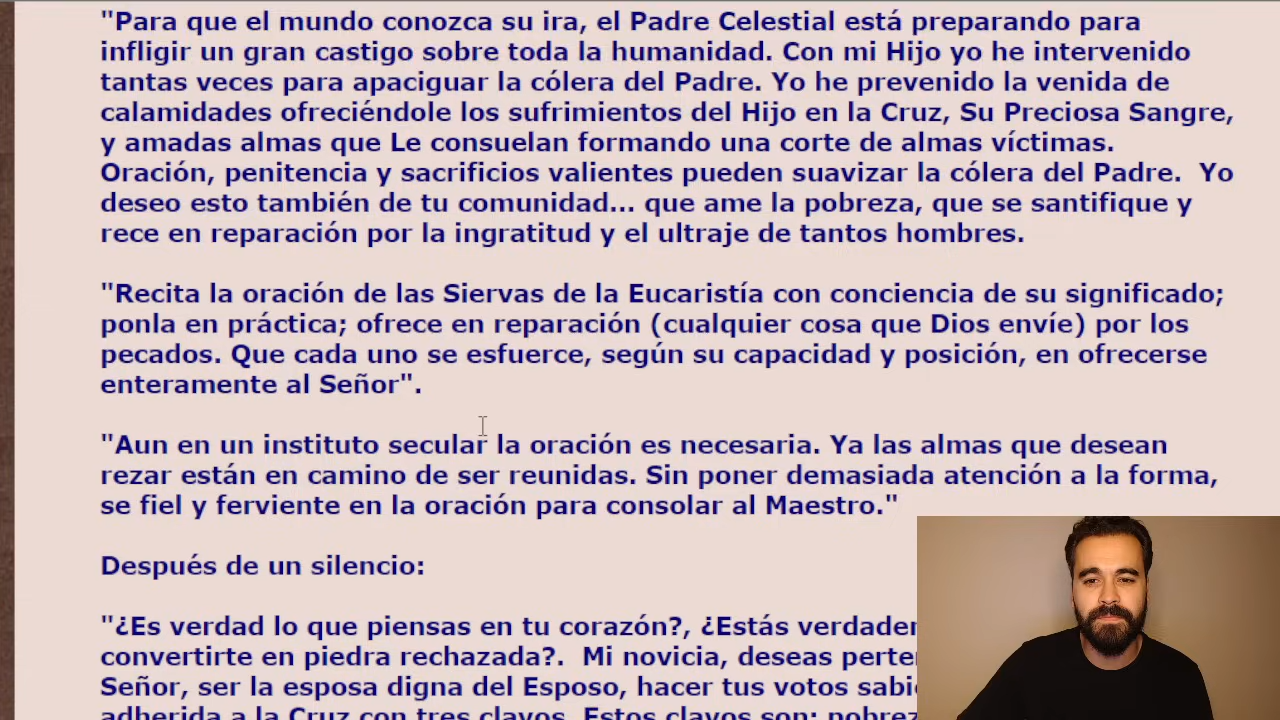 "Para que el mundo conozca su ira, el Padre Celestial está preparando para
infligir un gran castigo sobre toda la humanidad. Con mi Hijo yo he intervenido
tantas veces para apaciguar la cólera del Padre. Yo he prevenido la venida de
calamidades ofreciéndole los sufrimientos del Hijo en la Cruz, Su Preciosa Sangre,
y amadas almas que Le consuelan formando una corte de almas víctimas.
Oración, penitencia y sacrificios valientes pueden suavizar la cólera del Padre. Yo
deseo esto también de tu comunidad... que ame la pobreza, que se santifique y
rece en reparación por la ingratitud y el ultraje de tantos hombres.
"Recita la oración de las Siervas de la Eucaristía con conciencia de su significado;
ponla en práctica; ofrece en reparación (cualquier cosa que Dios envíe) por los
pecados. Que cada uno se esfuerce, según su capacidad y posición, en ofrecerse
enteramente al Señor".
"Aun en un instituto secular la oración es necesaria. Ya las almas que desean
rezar están en camino de ser reunidas. Sin poner demasiada atención a la forma,
se fiel y ferviente en la oración para consolar al Maestro."
Después de un silencio:
"¿Es verdad lo que piensas en tu corazón?, ¿Estás
convertirte en piedra rechazada?. Mi novicia, deseas
Señor, ser la esposa digna del Esposo, hacer tus votos
adherida a la Cruz con tres clavos. Estos clavos son: